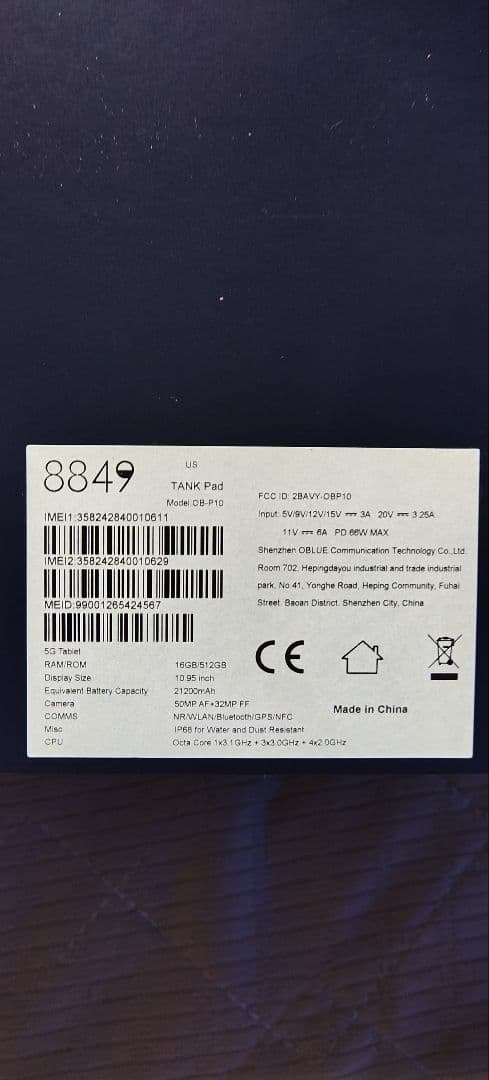 8849
US
TANK Pad
Model:OB-P10
IMEI1:358242840010611
IMEI2:358242840010629
MEID:99001265424567
5G Tablet
RAM/ROM 16GB/512GB
Display Size 10.95 inch
Equivalent Battery Capacity 21200mAh
Camera 50MP AF+32MP FF
COMMS NR/WLAN/Bluetooth/GPS/NFC
Misc IP68 for Water and Dust Resistant
CPU Octa Core 1x3.1GHz + 3x3.0GHz + 4x2.0GHz
FCC ID: 2BAVY-OBP10
Input: 5V/9V/12V/15V ⎓ 3A 20V ⎓ 3.25A
11V ⎓ 6A PD 66W MAX
Shenzhen OBLUE Communication Technology Co.,Ltd.
Room 702, Hepingdayou industrial and trade industrial
park, No.41, Yonghe Road, Heping Community, Fuhai
Street, Baoan District, Shenzhen City, China
CE
Made in China